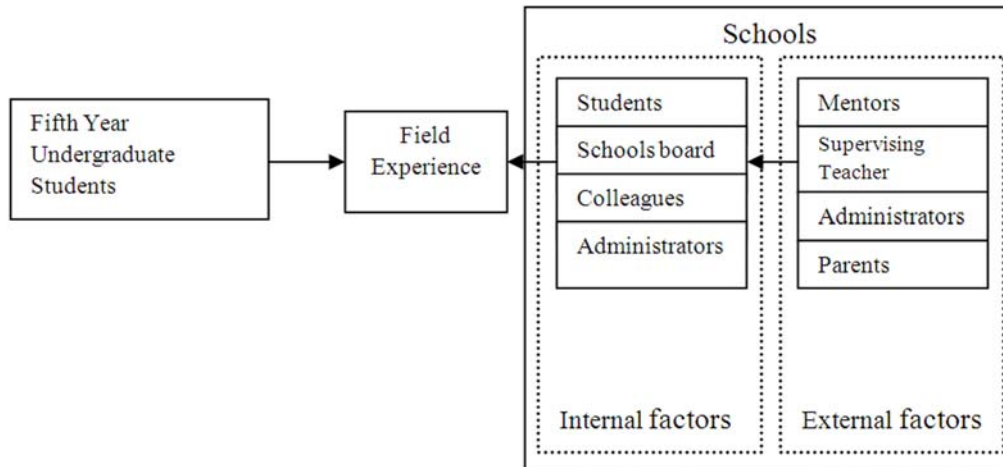 Schools
Fifth Year
Undergraduate
Students
Field
Experience
Students
Schools board
Colleagues
Administrators
Internal factors
Mentors
Supervising
Teacher
Administrators
Parents
External factors